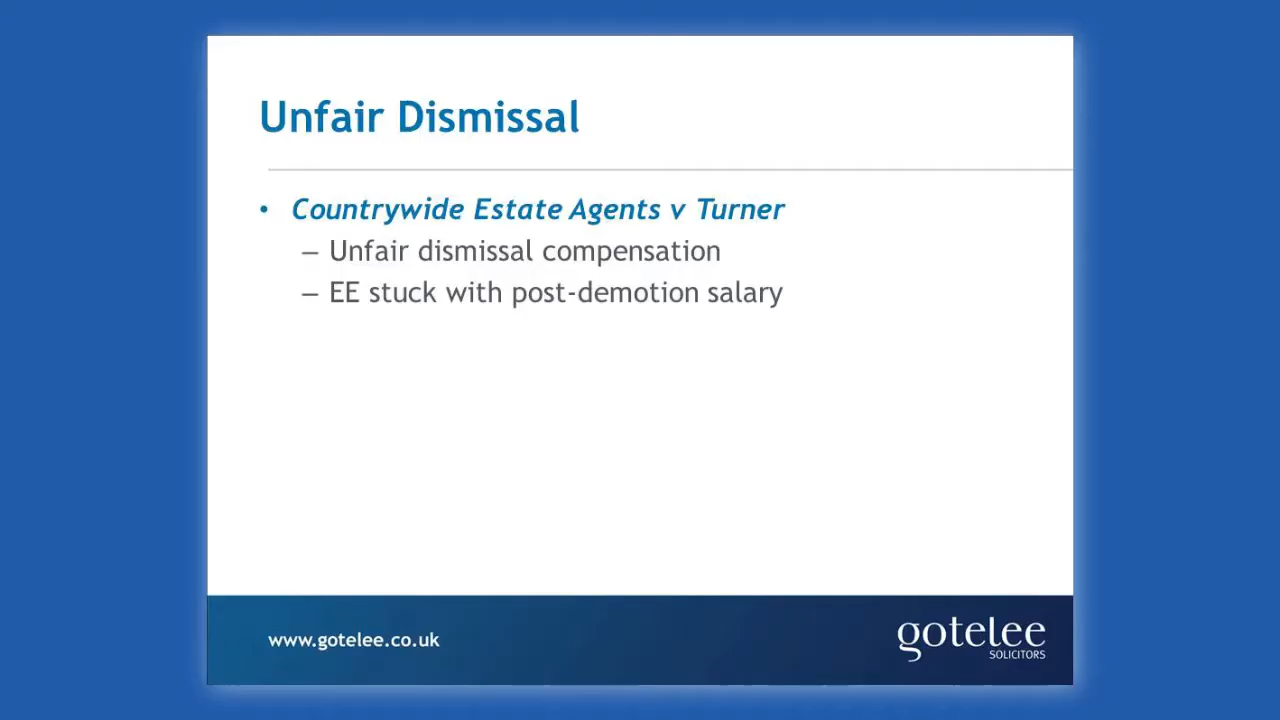 Unfair Dismissal
• Countrywide Estate Agents v Turner
– Unfair dismissal compensation
– EE stuck with post-demotion salary
www.gotelee.co.uk
gotelee
SOLICITORS